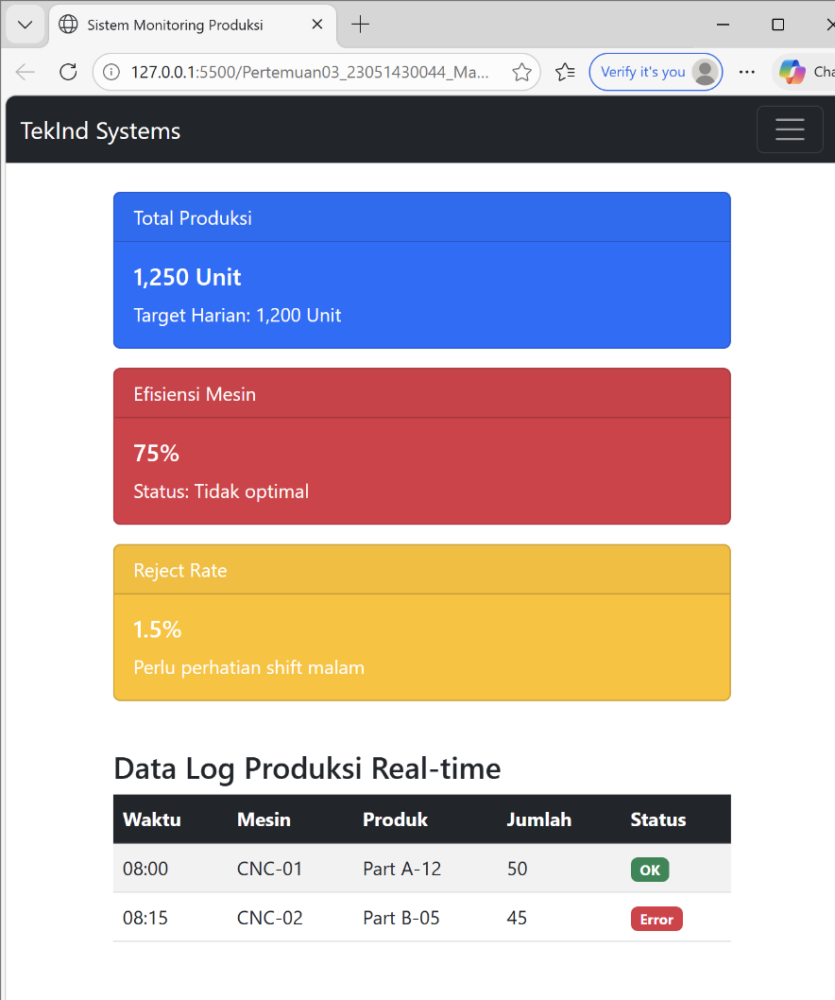 Sistem Monitoring Produksi
127.0.0.1:5500/Pertemuan03_23051430044_Ma...
Verify it's you
TekInd Systems
Total Produksi
1,250 Unit
Target Harian: 1,200 Unit
Efisiensi Mesin
75%
Status: Tidak optimal
Reject Rate
1.5%
Perlu perhatian shift malam
Data Log Produksi Real-time
Waktu Mesin Produk Jumlah Status
08:00 CNC-01 Part A-12 50 OK
08:15 CNC-02 Part B-05 45 Error